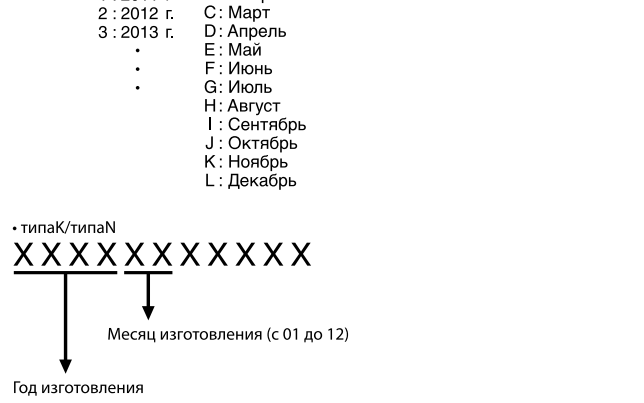 2 : 2012 г. C : Март
3 : 2013 г. D : Апрель
• E : Май
• F : Июнь
• G : Июль
H : Август
I : Сентябрь
J : Октябрь
K : Ноябрь
L : Декабрь
• типаK/типаN
XXXXXXXXXXXX
Месяц изготовления (с 01 до 12)
Год изготовления